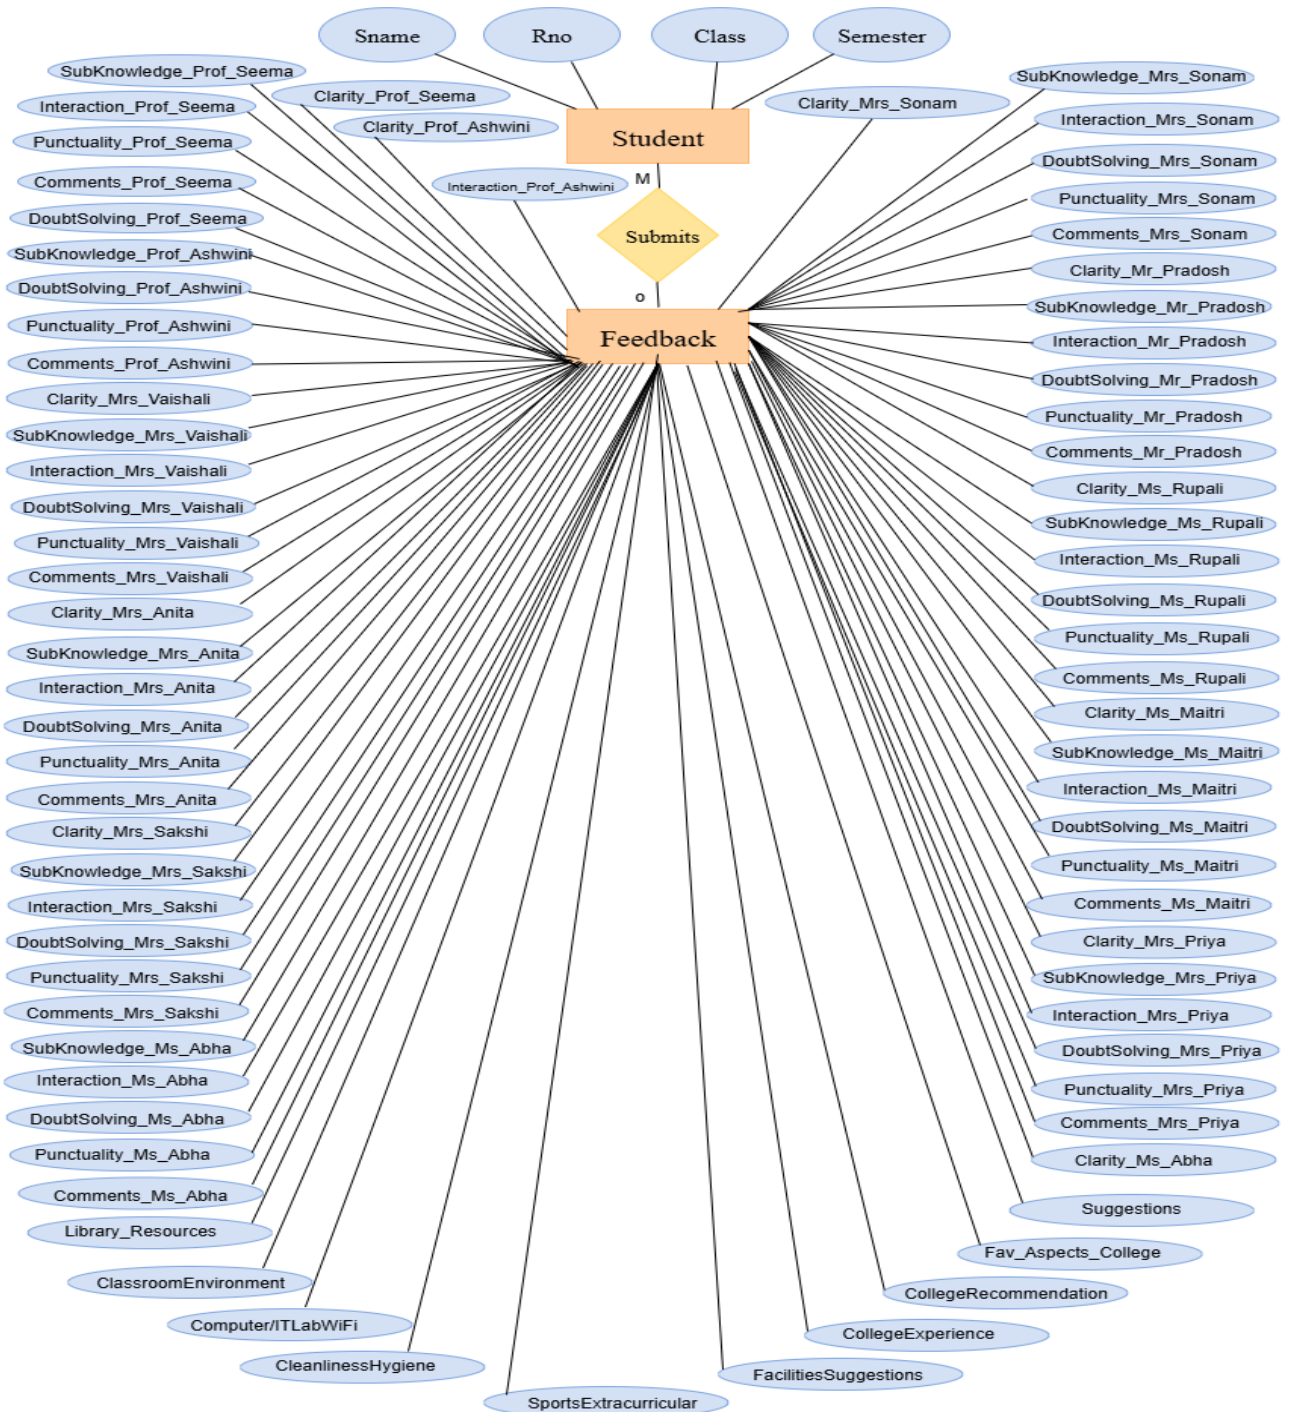 Sname
Rno
Class
Semester
SubKnowledge_Prof_Seema
Clarity_Prof_Seema
Interaction_Prof_Seema
Clarity_Prof_Ashwini
Punctuality_Prof_Seema
Comments_Prof_Seema
Interaction_Prof_Ashwini
DoubtSolving_Prof_Seema
SubKnowledge_Prof_Ashwini
DoubtSolving_Prof_Ashwini
Punctuality_Prof_Ashwini
Comments_Prof_Ashwini
Clarity_Mrs_Vaishali
SubKnowledge_Mrs_Vaishali
Interaction_Mrs_Vaishali
DoubtSolving_Mrs_Vaishali
Punctuality_Mrs_Vaishali
Comments_Mrs_Vaishali
Clarity_Mrs_Anita
SubKnowledge_Mrs_Anita
Interaction_Mrs_Anita
DoubtSolving_Mrs_Anita
Punctuality_Mrs_Anita
Comments_Mrs_Anita
Clarity_Mrs_Sakshi
SubKnowledge_Mrs_Sakshi
Interaction_Mrs_Sakshi
DoubtSolving_Mrs_Sakshi
Punctuality_Mrs_Sakshi
Comments_Mrs_Sakshi
SubKnowledge_Ms_Abha
Interaction_Ms_Abha
DoubtSolving_Ms_Abha
Punctuality_Ms_Abha
Comments_Ms_Abha
Library_Resources
ClassroomEnvironment
Computer/ITLabWiFi
CleanlinessHygiene
SportsExtracurricular
Student
M
Submits
o
Feedback
Clarity_Mrs_Sonam
SubKnowledge_Mrs_Sonam
Interaction_Mrs_Sonam
DoubtSolving_Mrs_Sonam
Punctuality_Mrs_Sonam
Comments_Mrs_Sonam
Clarity_Mr_Pradosh
SubKnowledge_Mr_Pradosh
Interaction_Mr_Pradosh
DoubtSolving_Mr_Pradosh
Punctuality_Mr_Pradosh
Comments_Mr_Pradosh
Clarity_Ms_Rupali
SubKnowledge_Ms_Rupali
Interaction_Ms_Rupali
DoubtSolving_Ms_Rupali
Punctuality_Ms_Rupali
Comments_Ms_Rupali
Clarity_Ms_Maitri
SubKnowledge_Ms_Maitri
Interaction_Ms_Maitri
DoubtSolving_Ms_Maitri
Punctuality_Ms_Maitri
Comments_Ms_Maitri
Clarity_Mrs_Priya
SubKnowledge_Mrs_Priya
Interaction_Mrs_Priya
DoubtSolving_Mrs_Priya
Punctuality_Mrs_Priya
Comments_Mrs_Priya
Clarity_Ms_Abha
Suggestions
Fav_Aspects_College
CollegeRecommendation
CollegeExperience
FacilitiesSuggestions